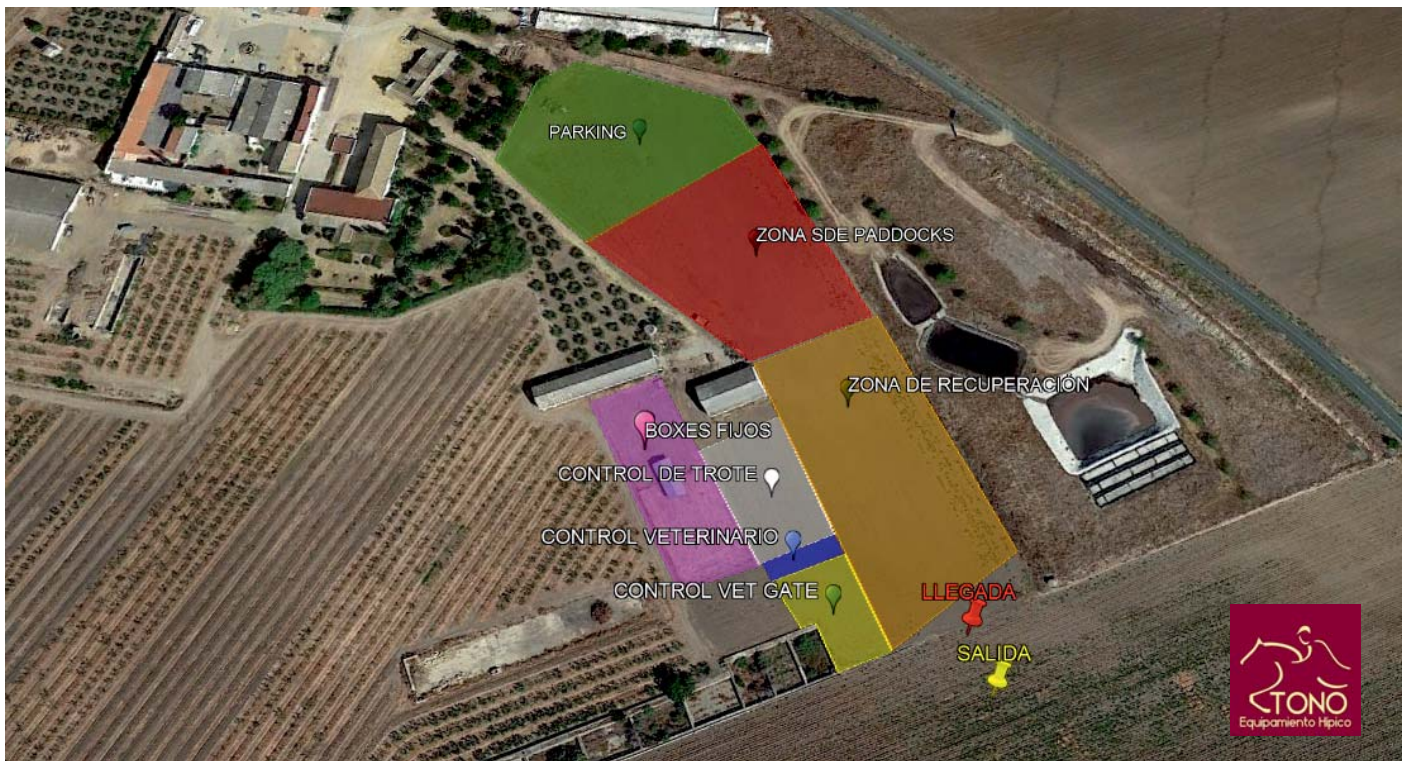 PARKING
ZONA SDE PADDOCKS
ZONA DE RECUPERACIÓN
BOXES FIJOS
CONTROL DE TROTE
CONTROL VETERINARIO
CONTROL VET GATE
LLEGADA
SALIDA
TONO
Equipamiento Hípico